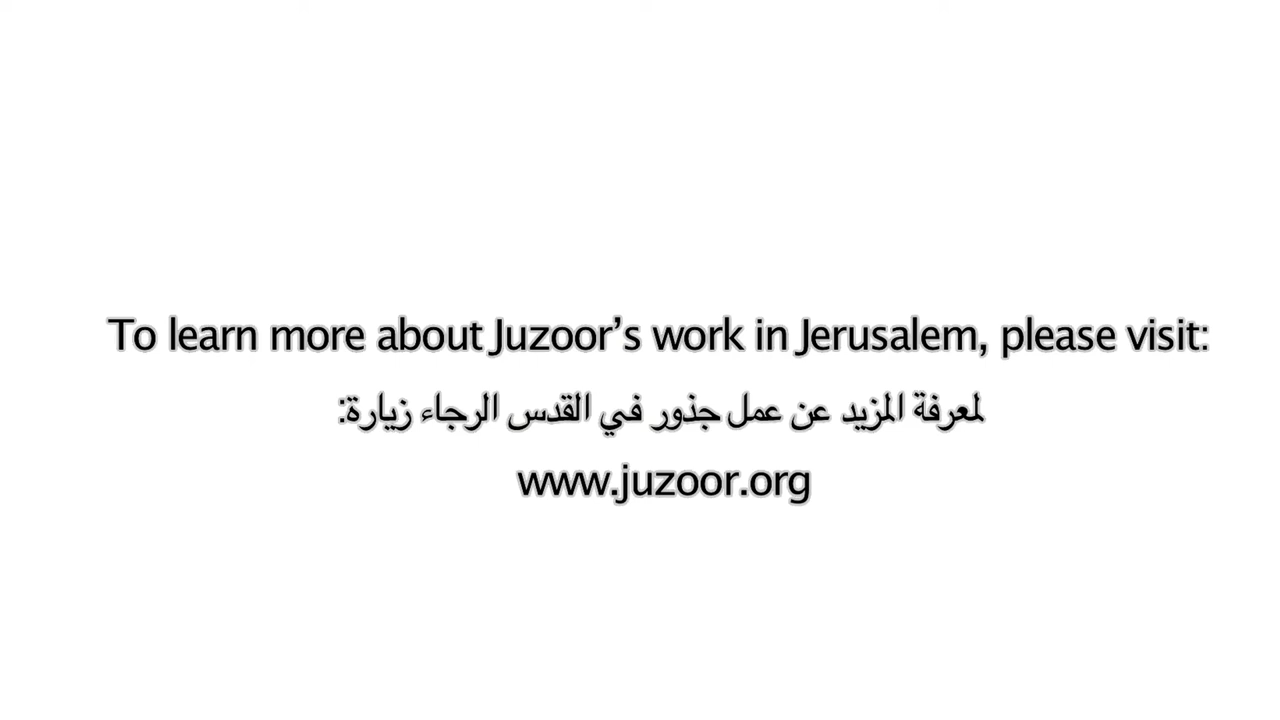 To learn more about Juzoor’s work in Jerusalem, please visit:
لمعرفة المزيد عن عمل جذور في القدس الرجاء زيارة:
www.juzoor.org